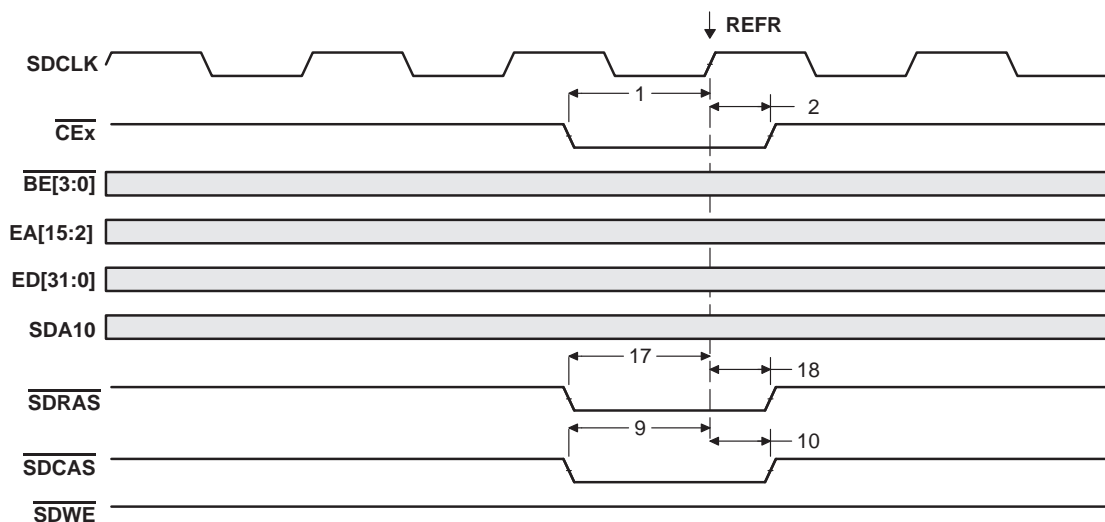 REFR
SDCLK
1
2
CEx
BE[3:0]
EA[15:2]
ED[31:0]
SDA10
17
18
SDRAS
9
10
SDCAS
SDWE